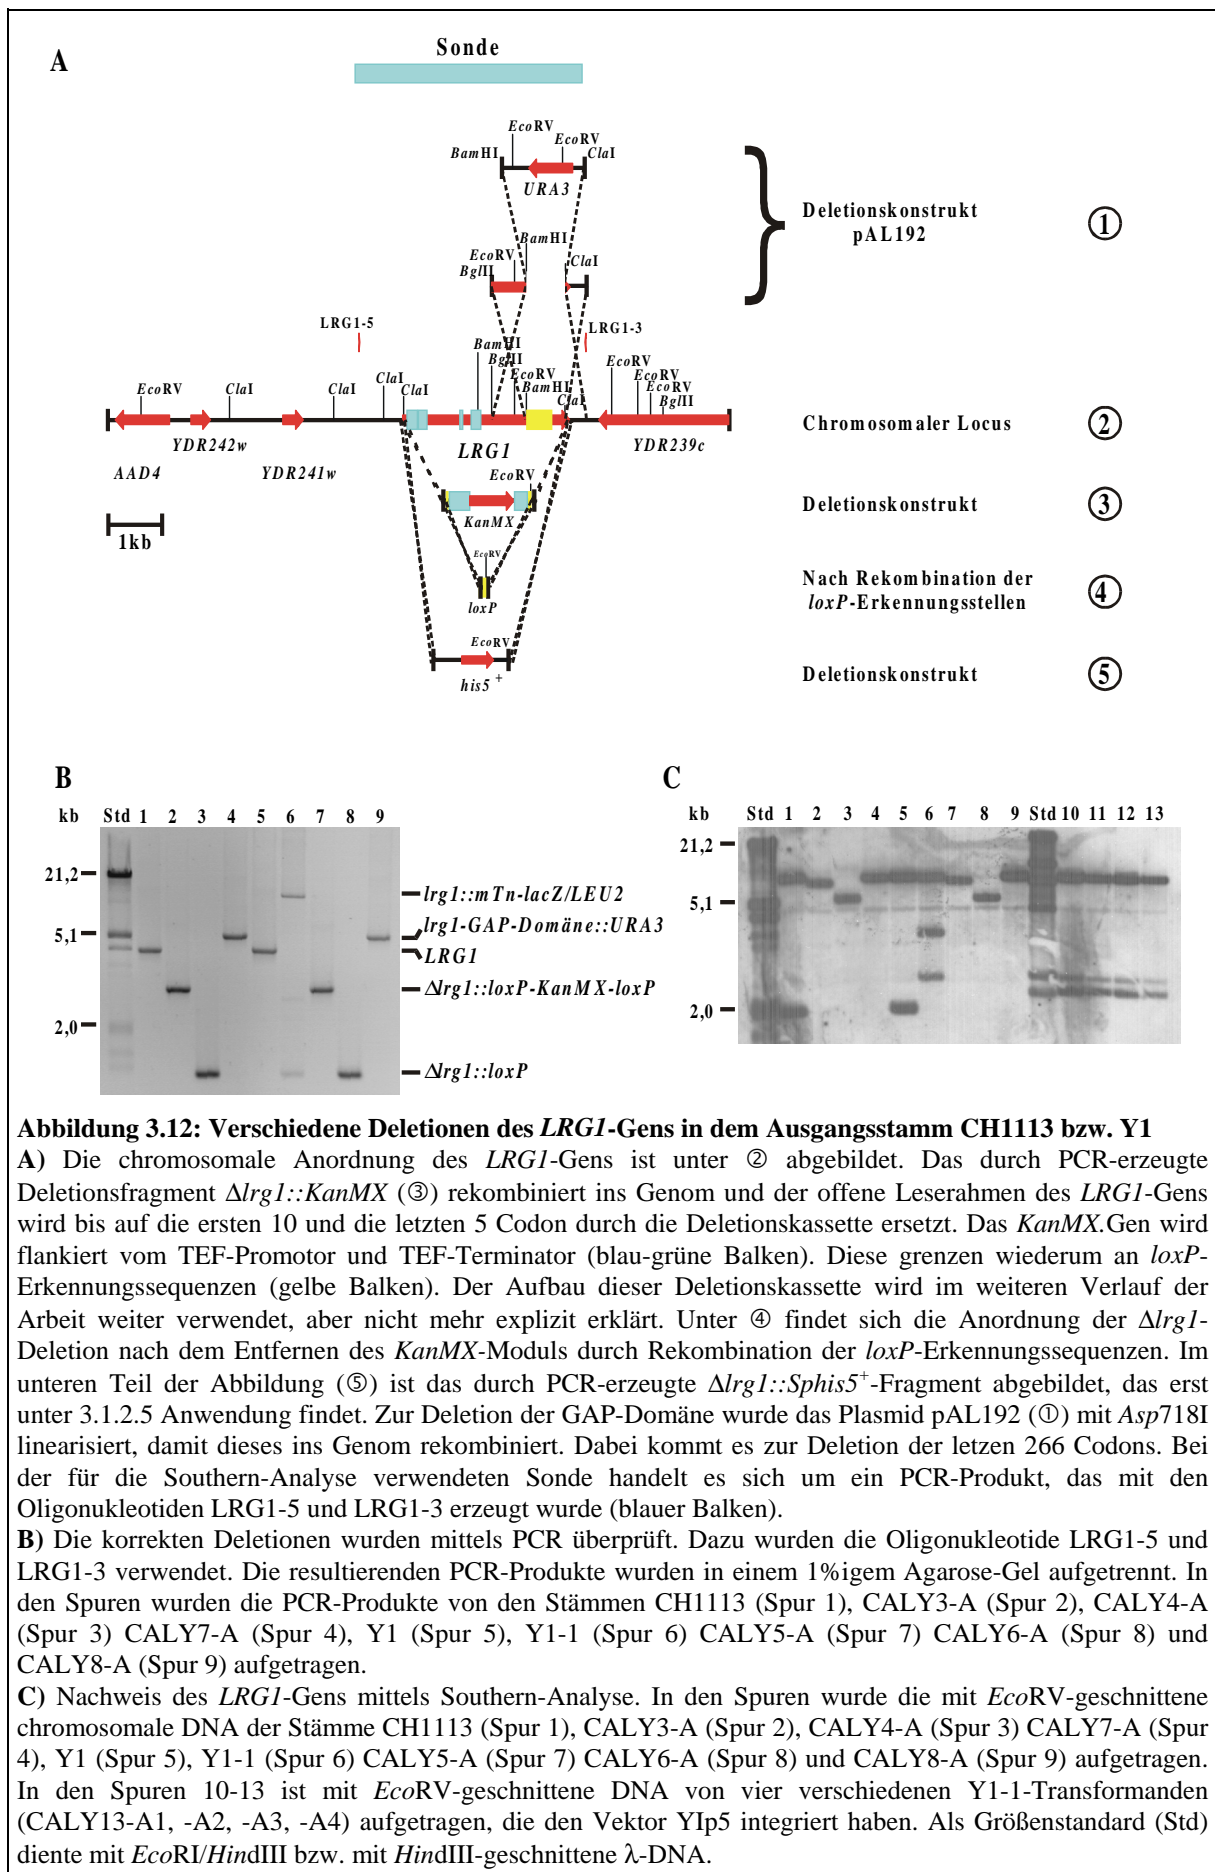 A
Sonde
EcoRV
EcoRV
BamHI
ClaI
URA3
Deletionskonstrukt
pAL192
①
BamHI
EcoRV
ClaI
BglII
LRG1-5
LRG1-3
BamHI
BglII
EcoRV
EcoRV
ClaI
ClaI
ClaI
ClaI
EcoRV
BamHI
ClaI
EcoRV
EcoRV
BglII
Chromosomaler Locus
②
YDR242w
LRG1
YDR239c
AAD4
YDR241w
EcoRV
KanMX
Deletionskonstrukt
③
1kb
EcoRV
loxP
Nach Rekombination der
loxP-Erkennungsstellen
④
EcoRV
his5+
Deletionskonstrukt
⑤
B
kb Std 1 2 3 4 5 6 7 8 9
21,2
5,1
2,0
lrg1::mTn-lacZ/LEU2
lrg1-GAP-Domäne::URA3
LRG1
Δlrg1::loxP-KanMX-loxP
Δlrg1::loxP
C
kb Std 1 2 3 4 5 6 7 8 9 Std 10 11 12 13
21,2
5,1
2,0
Abbildung 3.12: Verschiedene Deletionen des LRG1-Gens in dem Ausgangsstamm CH1113 bzw. Y1
A) Die chromosomale Anordnung des LRG1-Gens ist unter ② abgebildet. Das durch PCR-erzeugte
Deletionsfragment Δlrg1::KanMX (③) rekombiniert ins Genom und der offene Leserahmen des LRG1-Gens
wird bis auf die ersten 10 und die letzten 5 Codon durch die Deletionskassette ersetzt. Das KanMX.Gen wird
flankiert vom TEF-Promotor und TEF-Terminator (blau-grüne Balken). Diese grenzen wiederum an loxP-
Erkennungssequenzen (gelbe Balken). Der Aufbau dieser Deletionskassette wird im weiteren Verlauf der
Arbeit weiter verwendet, aber nicht mehr explizit erklärt. Unter ④ findet sich die Anordnung der Δlrg1-
Deletion nach dem Entfernen des KanMX-Moduls durch Rekombination der loxP-Erkennungssequenzen. Im
unteren Teil der Abbildung (⑤) ist das durch PCR-erzeugte Δlrg1::Sphis5+-Fragment abgebildet, das erst
unter 3.1.2.5 Anwendung findet. Zur Deletion der GAP-Domäne wurde das Plasmid pAL192 (①) mit Asp718I
linearisiert, damit dieses ins Genom rekombiniert. Dabei kommt es zur Deletion der letzen 266 Codons. Bei
der für die Southern-Analyse verwendeten Sonde handelt es sich um ein PCR-Produkt, das mit den
Oligonukleotiden LRG1-5 und LRG1-3 erzeugt wurde (blauer Balken).
B) Die korrekten Deletionen wurden mittels PCR überprüft. Dazu wurden die Oligonukleotide LRG1-5 und
LRG1-3 verwendet. Die resultierenden PCR-Produkte wurden in einem 1%igem Agarose-Gel aufgetrennt. In
den Spuren wurden die PCR-Produkte von den Stämmen CH1113 (Spur 1), CALY3-A (Spur 2), CALY4-A
(Spur 3) CALY7-A (Spur 4), Y1 (Spur 5), Y1-1 (Spur 6) CALY5-A (Spur 7) CALY6-A (Spur 8) und
CALY8-A (Spur 9) aufgetragen.
C) Nachweis des LRG1-Gens mittels Southern-Analyse. In den Spuren wurde die mit EcoRV-geschnittene
chromosomale DNA der Stämme CH1113 (Spur 1), CALY3-A (Spur 2), CALY4-A (Spur 3) CALY7-A (Spur
4), Y1 (Spur 5), Y1-1 (Spur 6) CALY5-A (Spur 7) CALY6-A (Spur 8) und CALY8-A (Spur 9) aufgetragen.
In den Spuren 10-13 ist mit EcoRV-geschnittene DNA von vier verschiedenen Y1-1-Transformanden
(CALY13-A1, -A2, -A3, -A4) aufgetragen, die den Vektor YIp5 integriert haben. Als Größenstandard (Std)
diente mit EcoRI/HindIII bzw. mit HindIII-geschnittene λ-DNA.